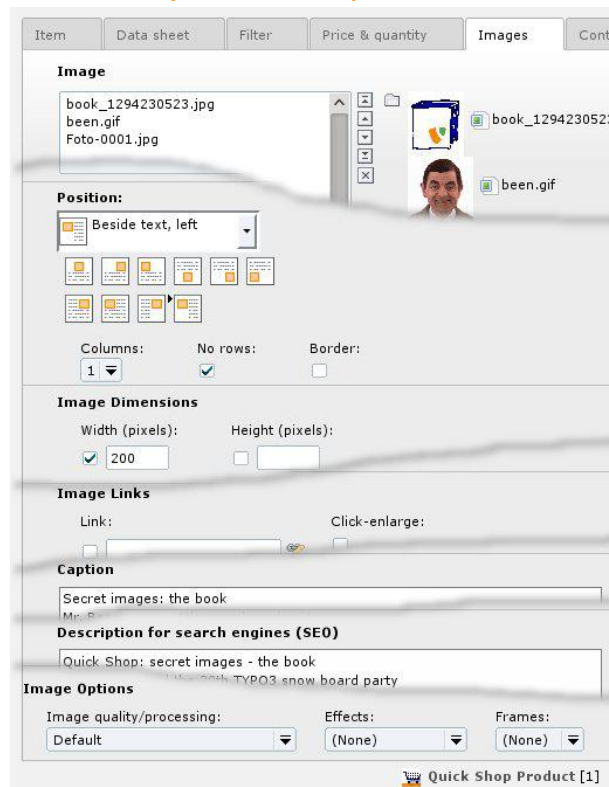 Item Data sheet Filter Price & quantity Images Cont
Image
book_1294230523.jpg
been.gif
Foto-0001.jpg
book_129423052
been.gif
Position:
Beside text, left
Columns: No rows: Border:
1
Image Dimensions
Width (pixels): Height (pixels):
200
Image Links
Link: Click-enlarge:
Caption
Secret images: the book
Mr.
Description for search engines (SEO)
Quick Shop: secret images - the book
TYPO3 snow board party
Image Options
Image quality/processing: Effects: Frames:
Default (None) (None)
Quick Shop Product [1]